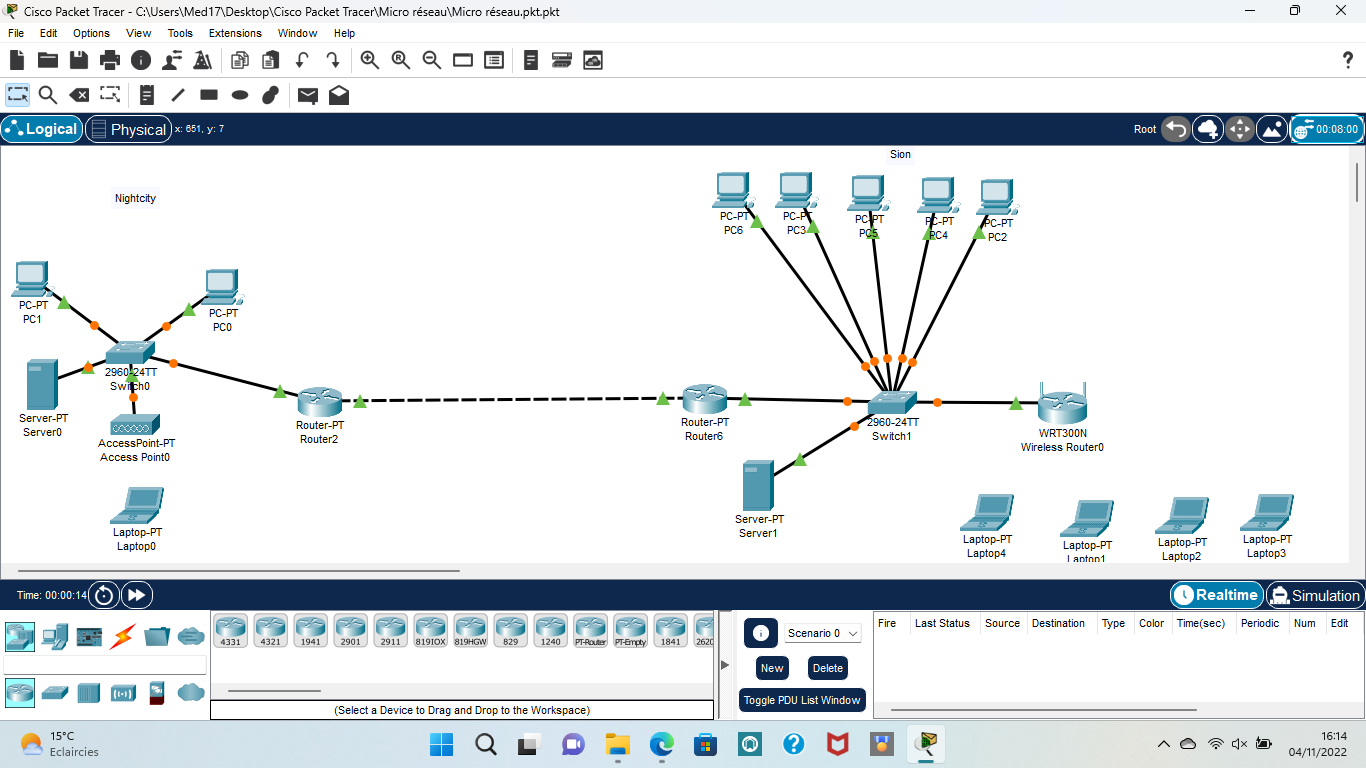 Cisco Packet Tracer - C:\Users\Med17\Desktop\Cisco Packet Tracer\Micro réseau\Micro réseau.pkt.pkt
File Edit Options View Tools Extensions Window Help
?
Logical Physical x: 651, y: 7 Root 00:08:00
Sion
Nightcity
PC-PT
PC6
PC-PT
PC3
PC-PT
PC5
PC-PT
PC4
PC-PT
PC2
PC-PT
PC1
PC-PT
PC0
2960-24TT
Switch0
Server-PT
Server0
AccessPoint-PT
Access Point0
Router-PT
Router2
Router-PT
Router6
2960-24TT
Switch1
WRT300N
Wireless Router0
Laptop-PT
Laptop0
Server-PT
Server1
Laptop-PT
Laptop4
Laptop-PT
Laptop1
Laptop-PT
Laptop2
Laptop-PT
Laptop3
Time: 00:00:14 Realtime Simulation
4331 4321 1941 2901 2911 819IOX 819HGW 829 1240 PT-Router PT-Empty 1841 2620
(Select a Device to Drag and Drop to the Workspace)
Scenario 0
New Delete
Toggle PDU List Window
Fire Last Status Source Destination Type Color Time(sec) Periodic Num Edit
15°C
Eclaircies
16:14
04/11/2022